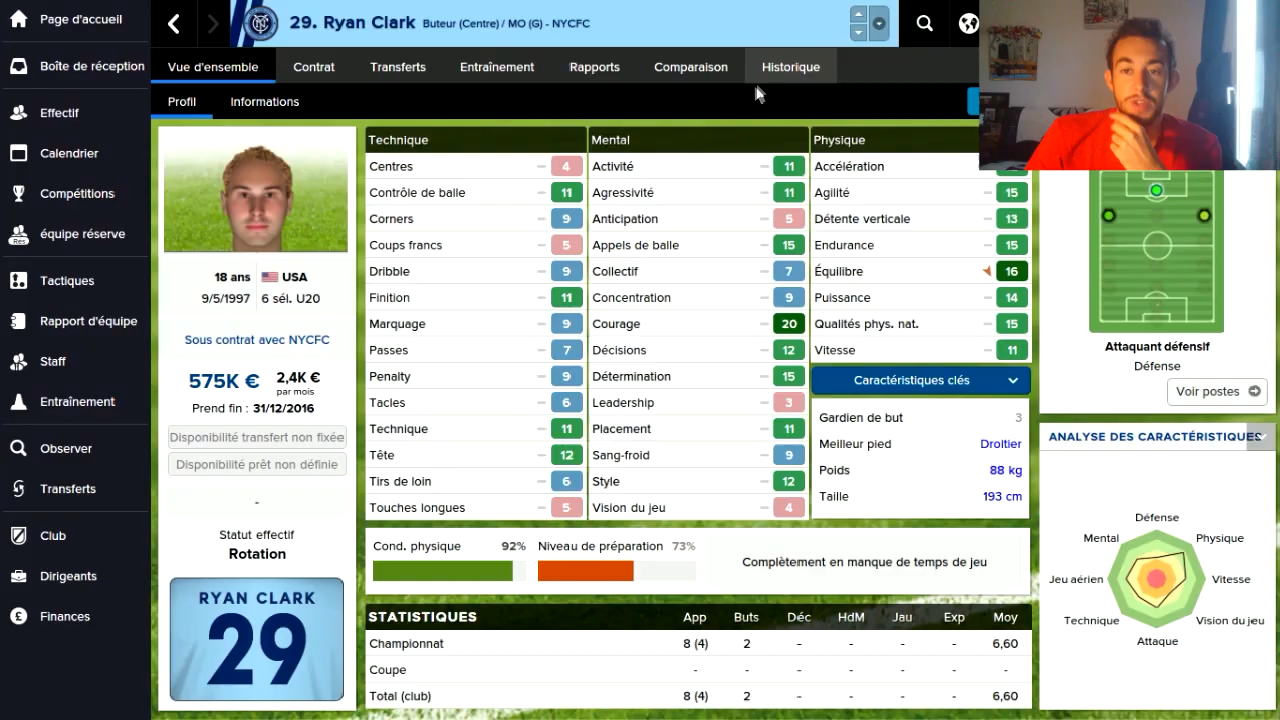 Page d'accueil
Boîte de réception
Effectif
Calendrier
Compétitions
équipe réserve
Res
Tactiques
Rapport d'équipe
Staff
Entraînement
Observer
Transferts
Club
Dirigeants
Finances
29. Ryan Clark Buteur (Centre) / MO (G) - NYCFC
Vue d'ensemble Contrat Transferts Entraînement Rapports Comparaison Historique
Profil Informations
18 ans USA
9/5/1997 6 sél. U20
Sous contrat avec NYCFC
575K € 2,4K €
par mois
Prend fin : 31/12/2016
Disponibilité transfert non fixée
Disponibilité prêt non définie
-
Statut effectif
Rotation
RYAN CLARK
29
Technique
Centres 4
Contrôle de balle 11
Corners 9
Coups francs 5
Dribble 9
Finition 11
Marquage 9
Passes 7
Penalty 9
Tacles 6
Technique 11
Tête 12
Tirs de loin 6
Touches longues 5
Mental
Activité 11
Agressivité 11
Anticipation 5
Appels de balle 15
Collectif 7
Concentration 9
Courage 20
Décisions 12
Détermination 15
Leadership 3
Placement 11
Sang-froid 9
Style 12
Vision du jeu 4
Physique
Accélération
Agilité 15
Détente verticale 13
Endurance 15
Équilibre 16
Puissance 14
Qualités phys. nat. 15
Vitesse 11
Caractéristiques clés
Gardien de but 3
Meilleur pied Droitier
Poids 88 kg
Taille 193 cm
Cond. physique 92% Niveau de préparation 73%
Complètement en manque de temps de jeu
STATISTIQUES App Buts Déc HdM Jau Exp Moy
Championnat 8 (4) 2 - - - - 6,60
Coupe - - - - - - -
Total (club) 8 (4) 2 - - - - 6,60
Attaquant défensif
Défense
Voir postes
ANALYSE DES CARACTÉRISTIQUES
Défense
Mental Physique
Jeu aérien Vitesse
Technique Vision du jeu
Attaque